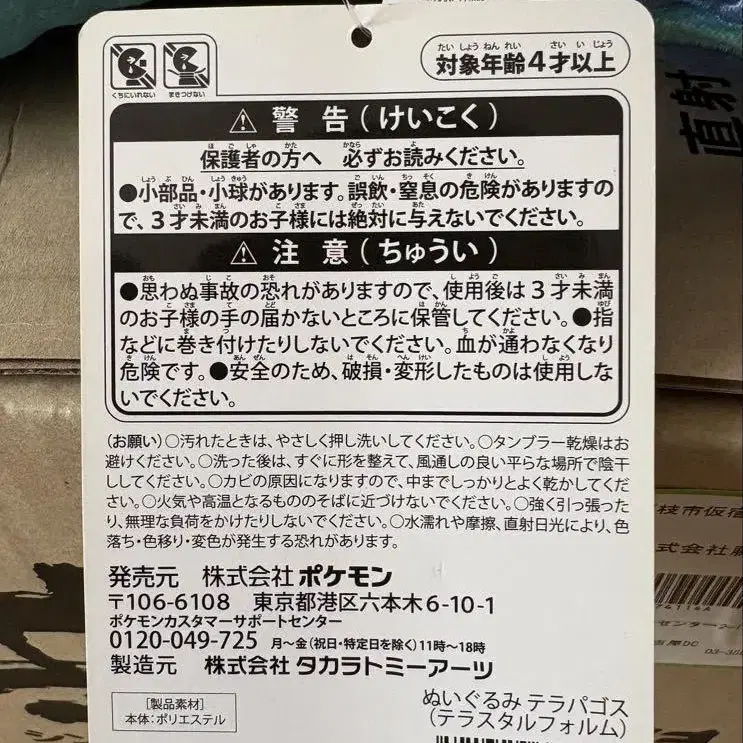 対象年齢4才以上
くちにいれない まきつけない
警告(けいこく)
保護者の方へ 必ずお読みください。
●小部品・小球があります。誤飲・窒息の危険がありますの
で、3才未満のお子様には絶対に与えないでください。
注意(ちゅうい)
●思わぬ事故の恐れがありますので、使用後は3才未満
のお子様の手の届かないところに保管してください。●指
などに巻き付けたりしないでください。血が通わなくなり
危険です。●安全のため、破損・変形したものは使用しな
いでください。
(お願い)○汚れたときは、やさしく押し洗いしてください。○タンブラー乾燥はお
避けください。○洗った後は、すぐに形を整えて、風通しの良い平らな場所で陰干
ししてください。○カビの原因になりますので、中までしっかりとよく乾かしてくださ
い。○火気や高温となるもののそばに近づけないでください。○強く引っ張った
り、無理な負荷をかけたりしないでください。○水濡れや摩擦、直射日光により、色
落ち・色移り・変色が発生する恐れがあります。
発売元 株式会社ポケモン
〒106-6108 東京都港区六本木6-10-1
ポケモンカスタマーサポートセンター
0120-049-725 月~金(祝日・特定日を除く)11時~18時
製造元 株式会社タカラトミーアーツ
[製品素材]
本体:ポリエステル
ぬいぐるみ テラパゴス
(テラスタルフォルム)
直射
枝市仮宿
式会社